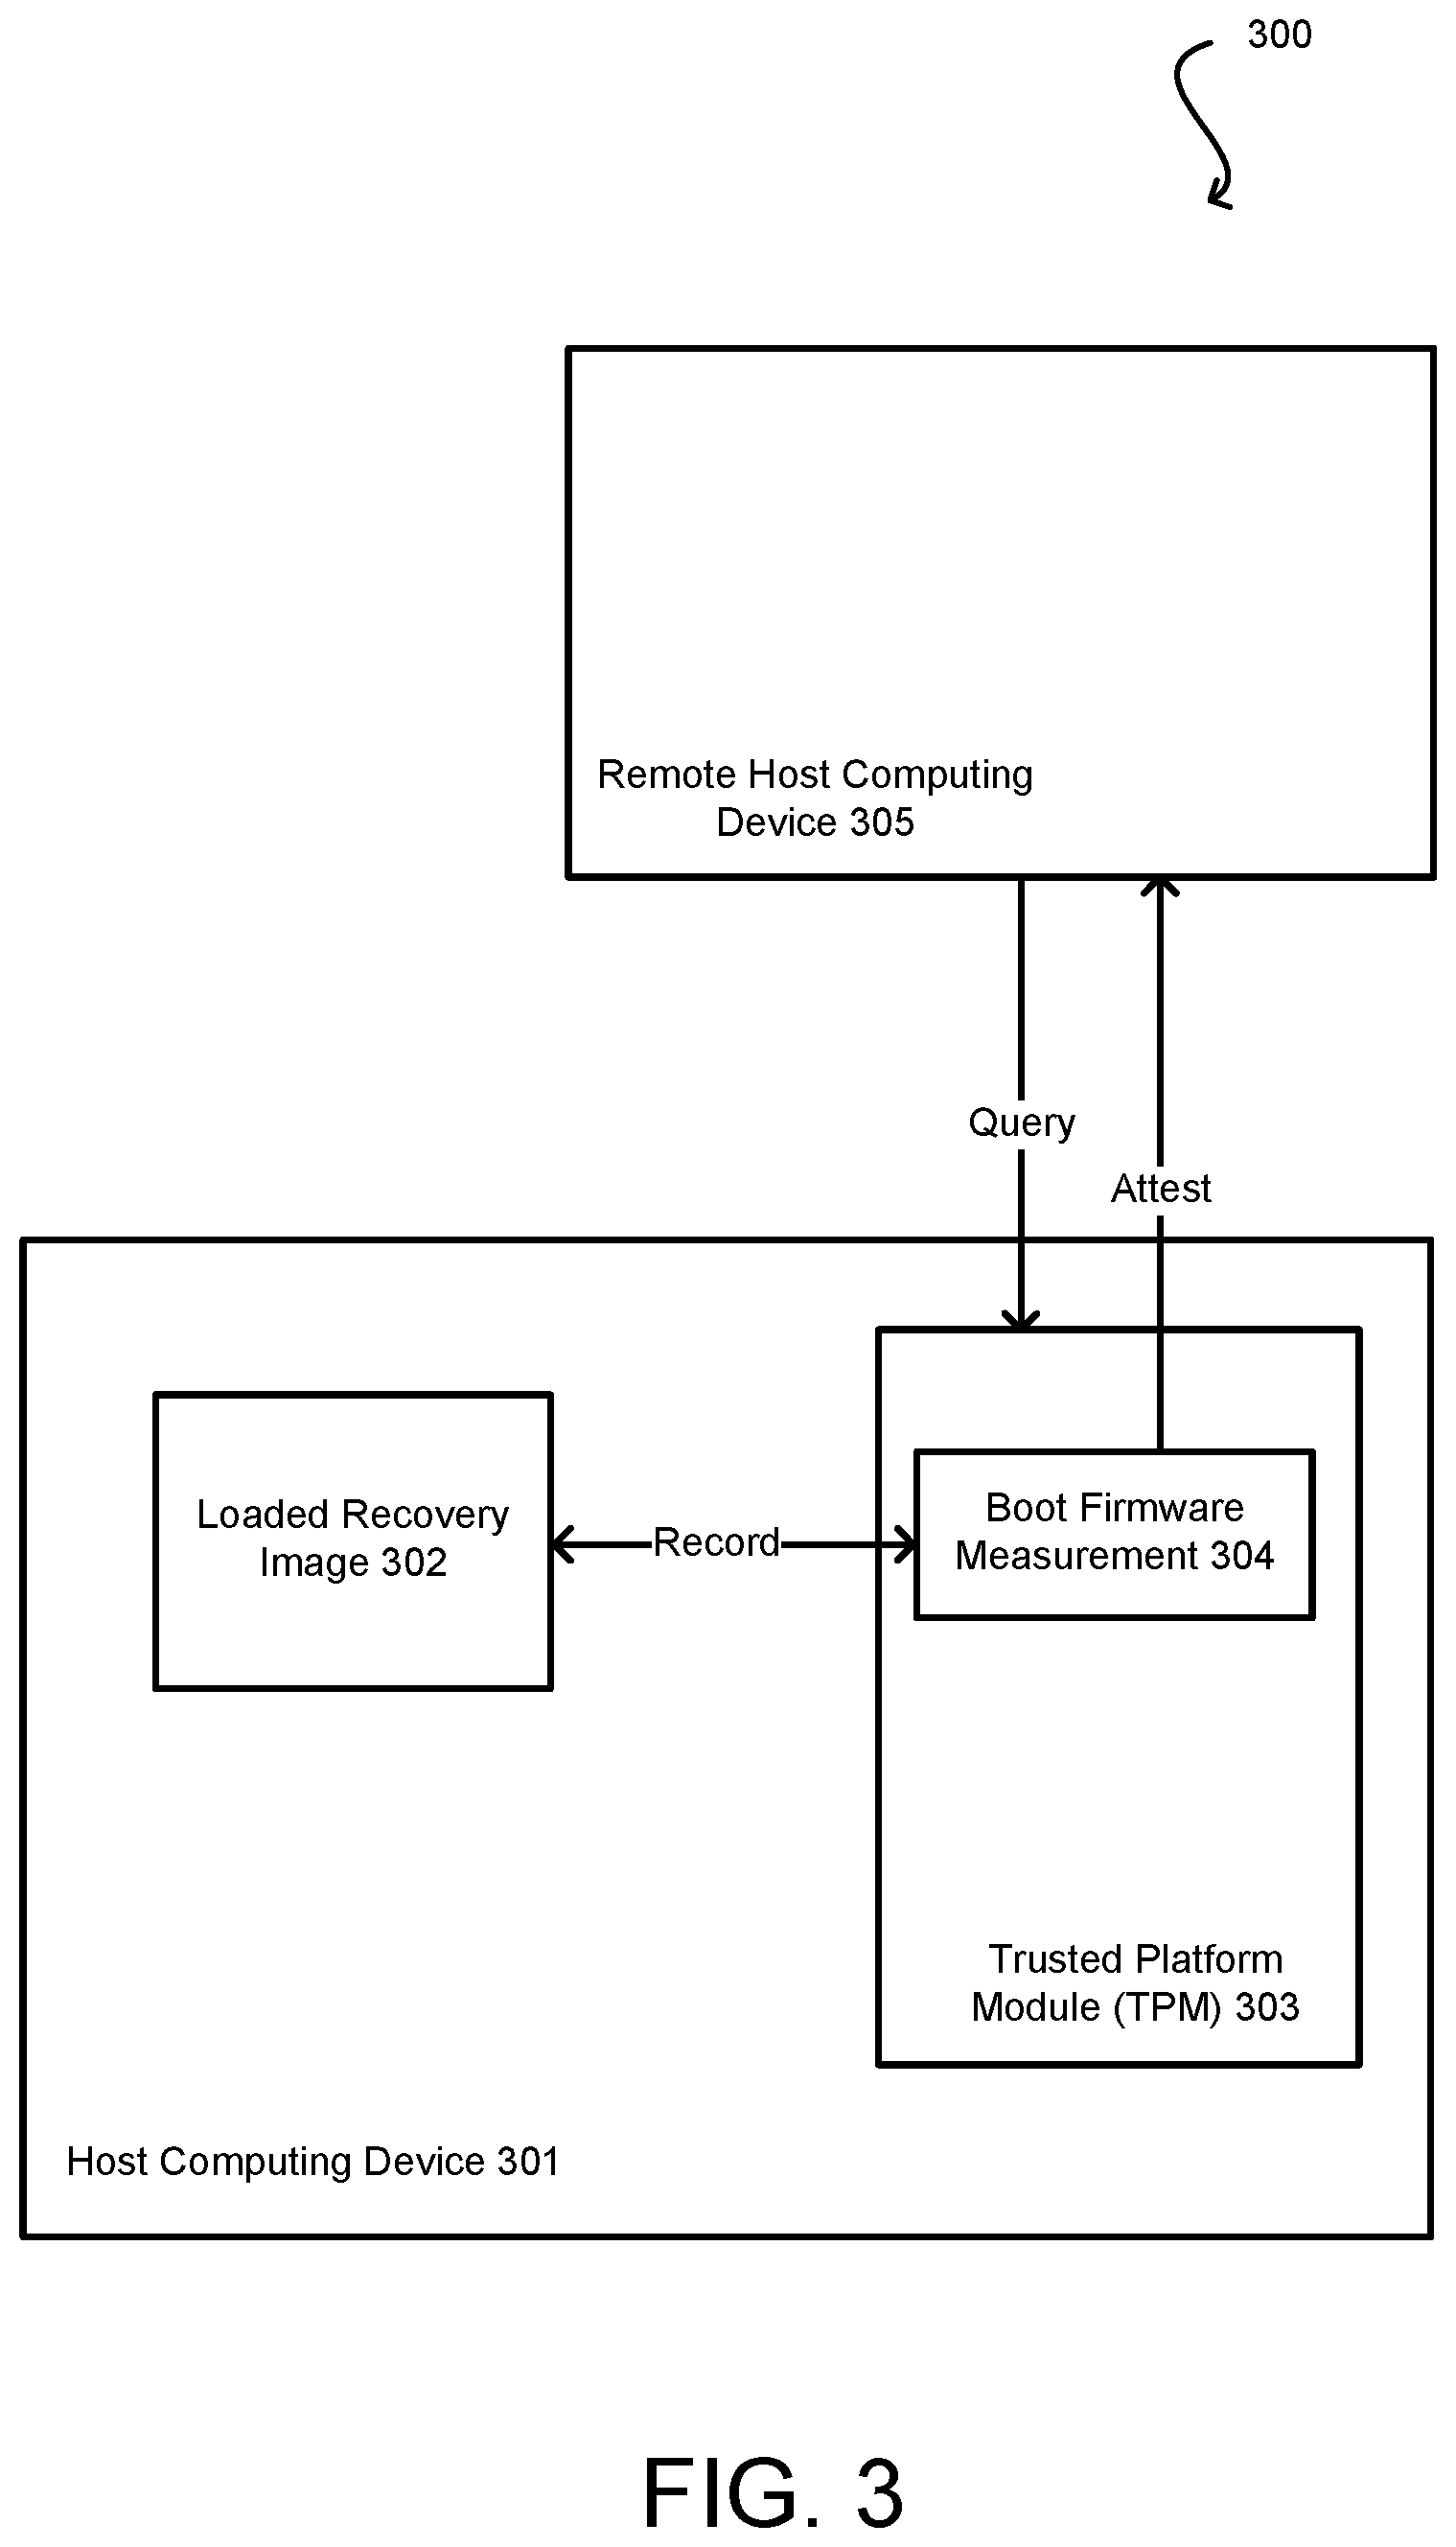 300
Remote Host Computing
Device 305
Query
Attest
Loaded Recovery
Image 302
Record
Boot Firmware
Measurement 304
Trusted Platform
Module (TPM) 303
Host Computing Device 301
FIG. 3